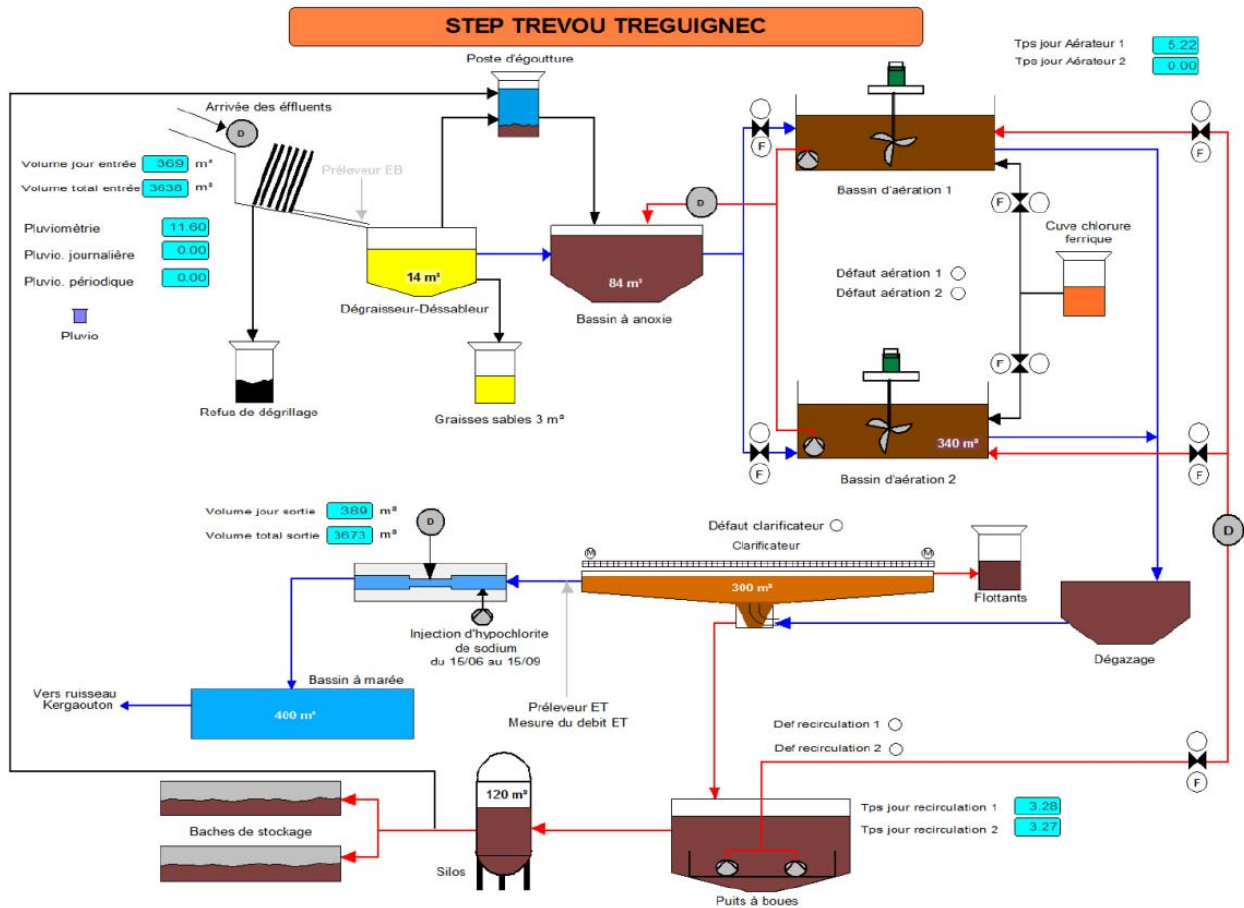 STEP TREVOU TREGUIGNEC
Poste d'égoutture
Tps jour Aérateur 1 5.22
Tps jour Aérateur 2 0.00
Arrivée des éffluents
D
Volume jour entrée 369 m³
Volume total entrée 3638 m³
Préleveur EB
Pluviomètrie 11.60
Pluvio. journalière 0.00
Pluvio. périodique 0.00
Pluvio
F
F
Bassin d'aération 1
D
F
Cuve chlorure
ferrique
14 m³
84 m³
Défaut aération 1
Défaut aération 2
Dégraisseur-Déssableur
Bassin à anoxie
Refus de dégrillage
Graisses sables 3 m³
F
340 m³
F
F
Bassin d'aération 2
Volume jour sortie 389 m³
Volume total sortie 3673 m³
D
Défaut clarificateur
Clarificateur
M
M
D
300 m³
Flottants
Injection d'hypochlorite
de sodium
du 15/06 au 15/09
Dégazage
Bassin à marée
Vers ruisseau
Kergaouton
400 m³
Préleveur ET
Mesure du debit ET
Def recirculation 1
Def recirculation 2
F
120 m³
Tps jour recirculation 1 3.28
Tps jour recirculation 2 3.27
Baches de stockage
Silos
Puits à boues